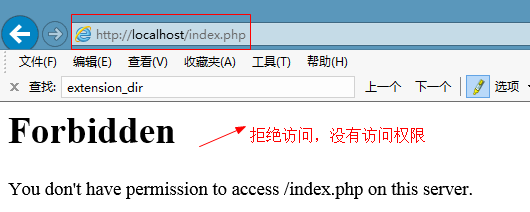 http://localhost/index.php
文件(F) 编辑(E) 查看(V) 收藏夹(A) 工具(T) 帮助(H)
× 查找: extension_dir 上一个 下一个 选项
Forbidden
拒绝访问，没有访问权限
You don't have permission to access /index.php on this server.